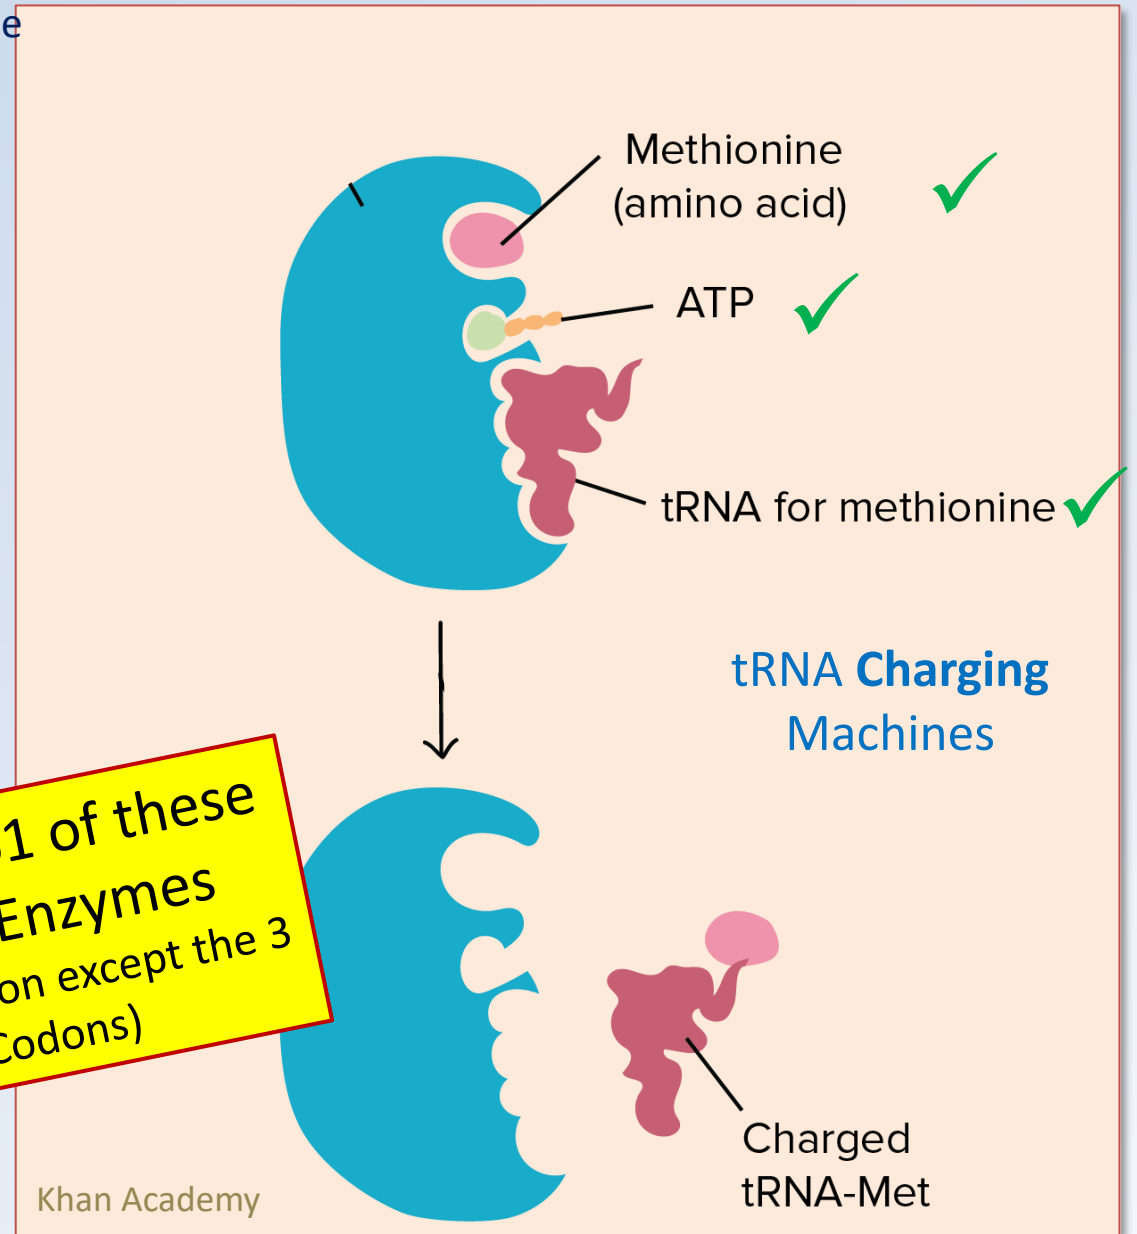 e
Methionine
(amino acid)
ATP
tRNA for methionine
tRNA Charging
Machines
1 of these
Enzymes
on except the 3
Codons)
Charged
tRNA-Met
Khan Academy